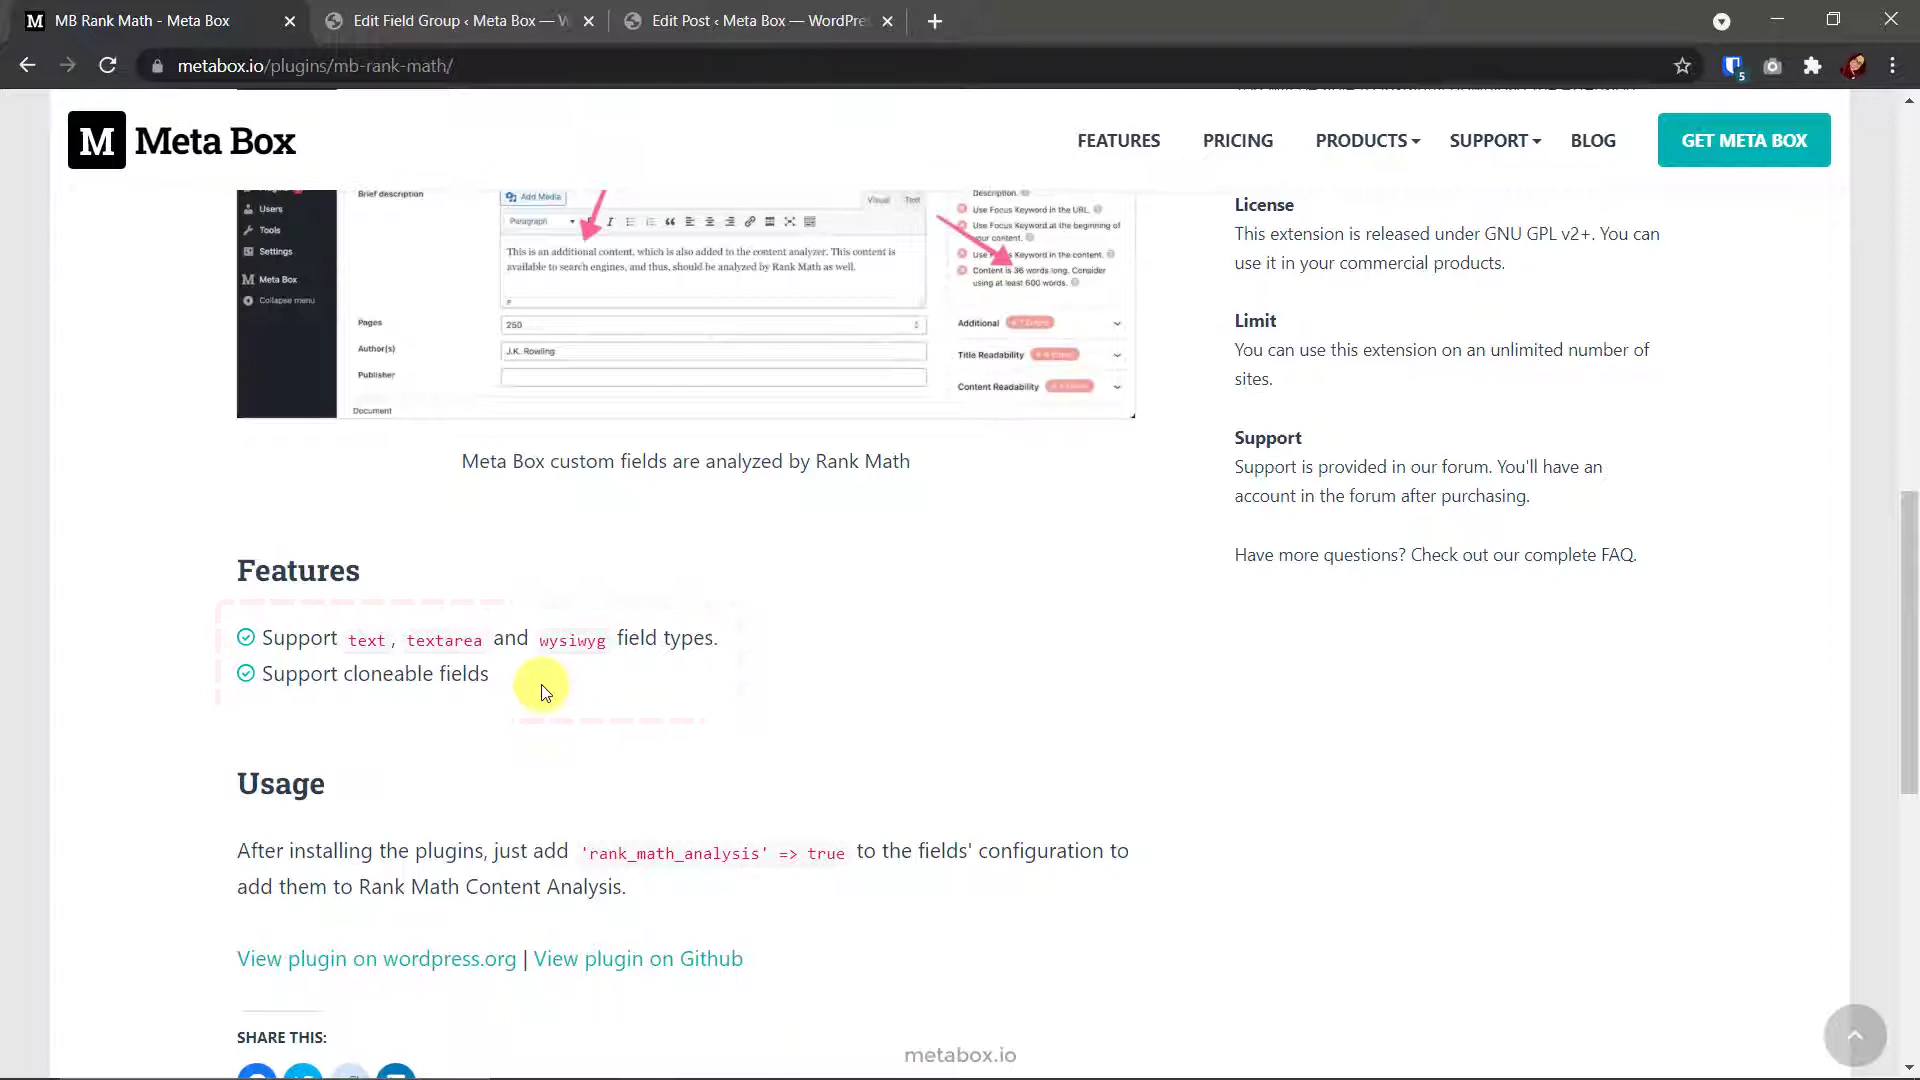 MB Rank Math - Meta Box
Edit Field Group ‹ Meta Box — W
Edit Post ‹ Meta Box — WordPre
metabox.io/plugins/mb-rank-math/
5
M Meta Box
FEATURES
PRICING
PRODUCTS
SUPPORT
BLOG
GET META BOX
Users
Tools
Settings
Meta Box
Collapse menu
Brief description
Add Media
Visual
Text
Paragraph
This is an additional content, which is also added to the content analyzer. This content is
available to search engines, and thus, should be analyzed by Rank Math as well.
P
Pages
250
Author(s)
J.K. Rowling
Publisher
Document
Description.
Use Focus Keyword in the URL.
Use Focus Keyword at the beginning of
your content.
Use Focus Keyword in the content.
Content is 36 words long. Consider
using at least 600 words.
Additional
Title Readability
Content Readability
Meta Box custom fields are analyzed by Rank Math
License
This extension is released under GNU GPL v2+. You can
use it in your commercial products.
Limit
You can use this extension on an unlimited number of
sites.
Support
Support is provided in our forum. You'll have an
account in the forum after purchasing.
Have more questions? Check out our complete FAQ.
Features
Support text, textarea and wysiwyg field types.
Support cloneable fields
Usage
After installing the plugins, just add 'rank_math_analysis' => true to the fields' configuration to
add them to Rank Math Content Analysis.
View plugin on wordpress.org | View plugin on Github
SHARE THIS:
metabox.io